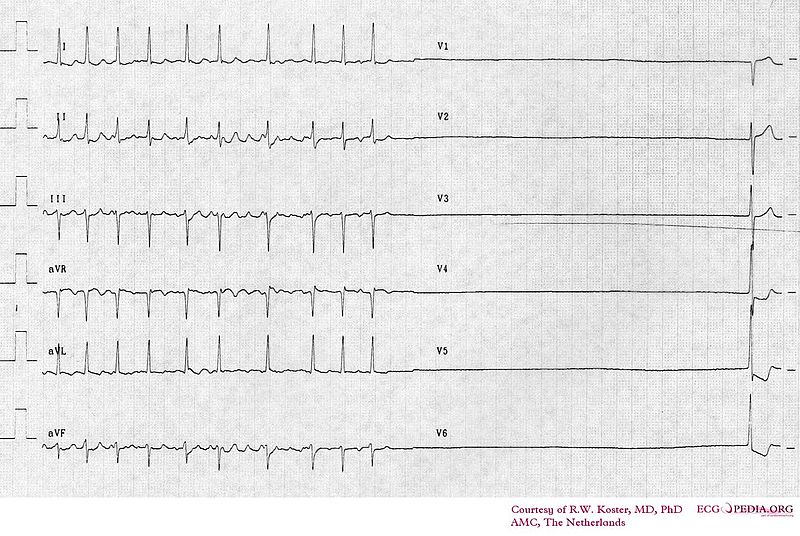 I
V1
II
V2
III
V3
aVR
V4
aVL
V5
aVF
V6
Courtesy of R.W. Koster, MD, PhD
AMC, The Netherlands
ECGPEDIA.ORG